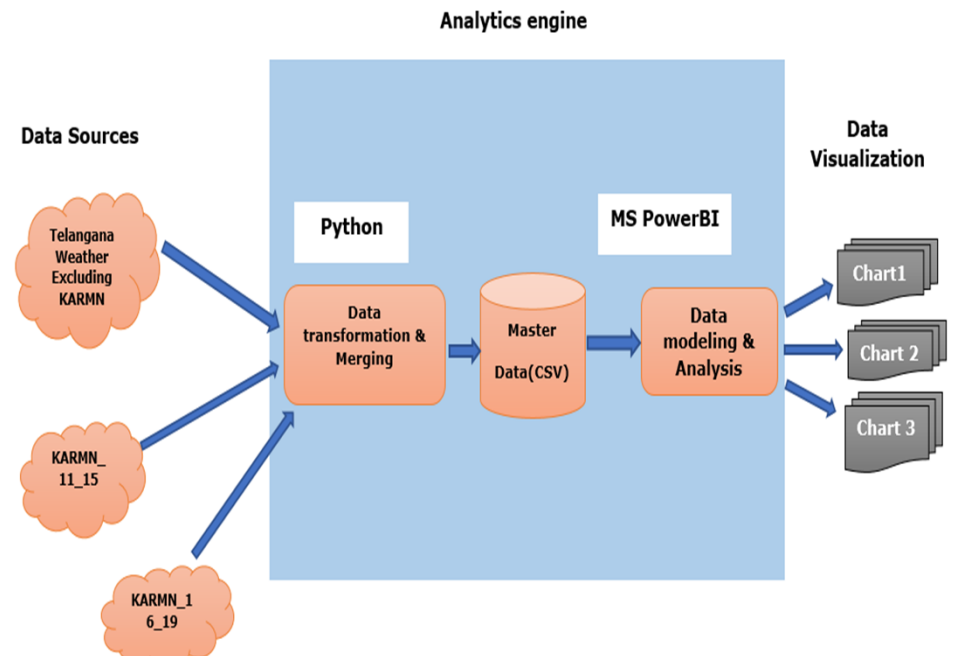 Analytics engine
Data Sources
Data
Visualization
Telangana
Weather
Excluding
KARMN
Python
MS PowerBI
Data
transformation &
Merging
Master
Data(CSV)
Data
modeling &
Analysis
Chart1
Chart 2
Chart 3
KARMN_
11_15
KARMN_1
6_19